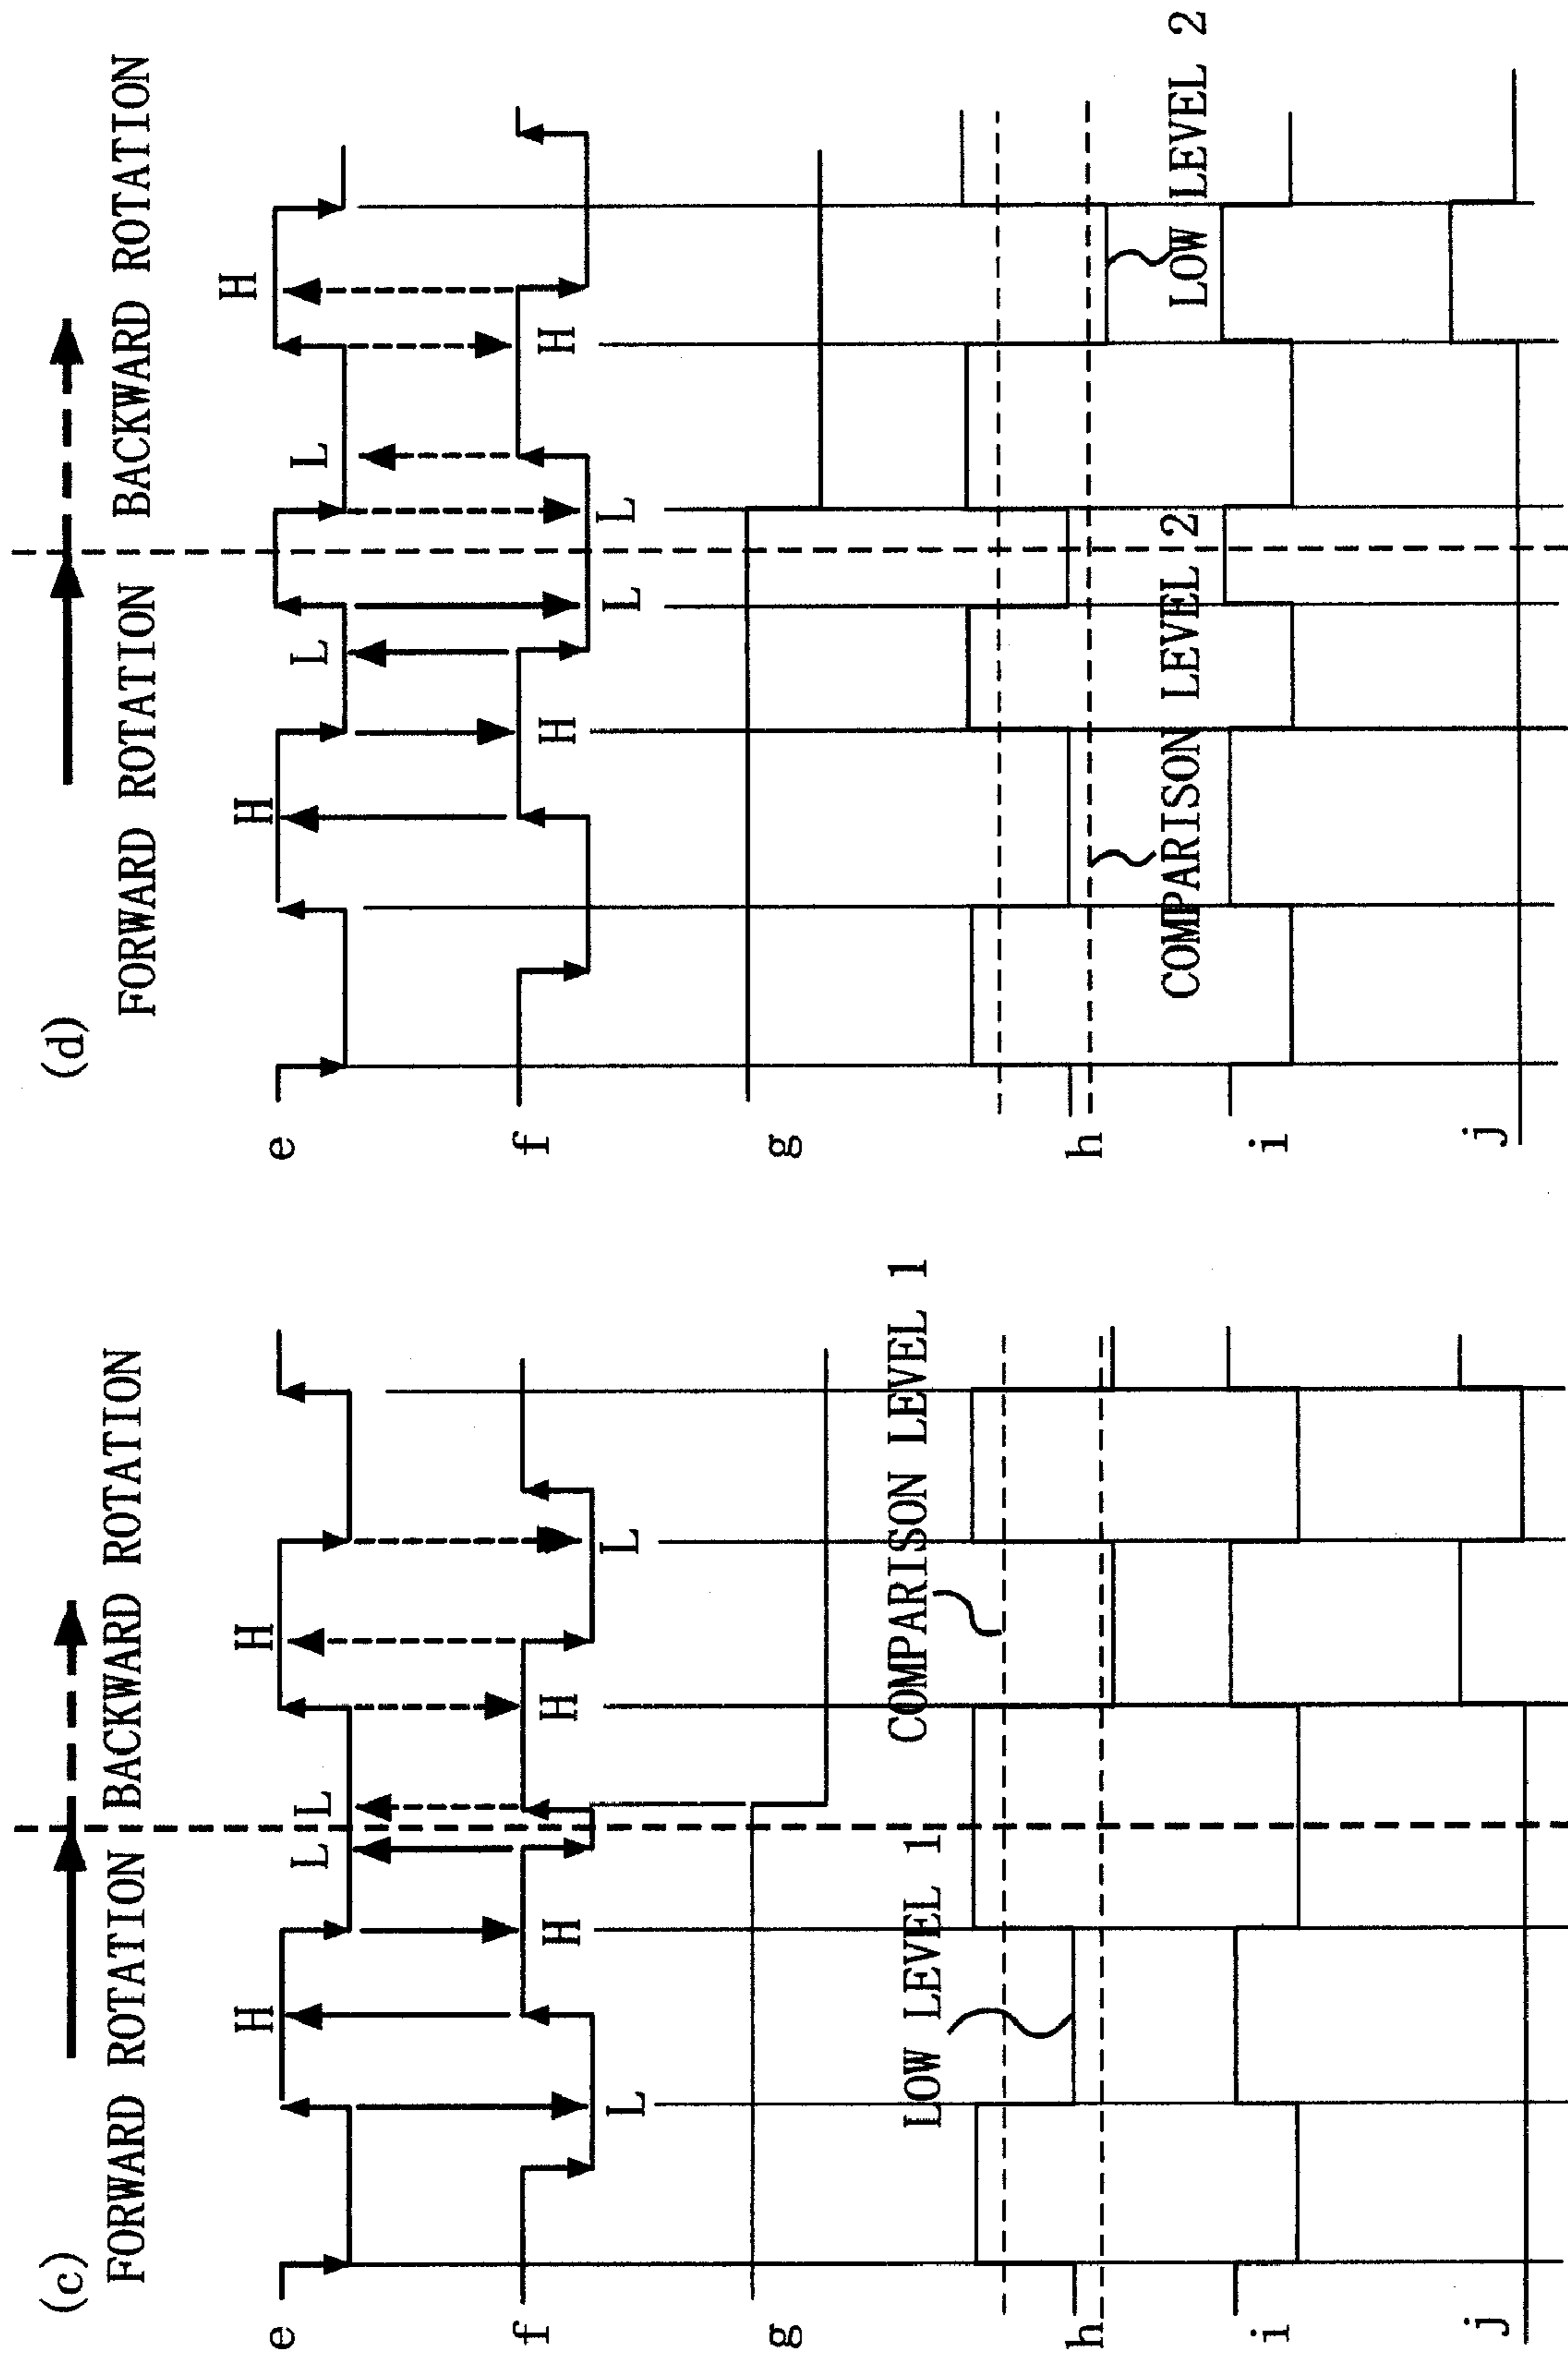 (c)
FORWARD ROTATION BACKWARD ROTATION
e
H
L L
H
f
L
H
H
L
g
LOW LEVEL 1
COMPARISON LEVEL 1
h
i
j
(d)
FORWARD ROTATION BACKWARD ROTATION
e
H
L
L
H
f
H
L
L
H
g
h
COMPARISON LEVEL 2
LOW LEVEL 2
i
j